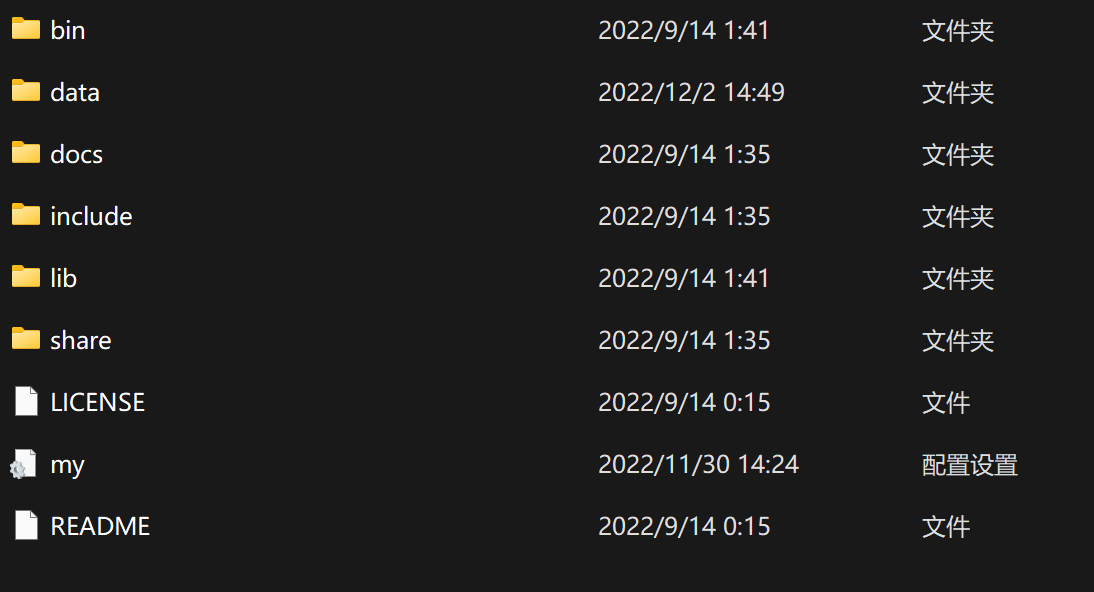 bin 2022/9/14 1:41 文件夹
data 2022/12/2 14:49 文件夹
docs 2022/9/14 1:35 文件夹
include 2022/9/14 1:35 文件夹
lib 2022/9/14 1:41 文件夹
share 2022/9/14 1:35 文件夹
LICENSE 2022/9/14 0:15 文件
my 2022/11/30 14:24 配置设置
README 2022/9/14 0:15 文件